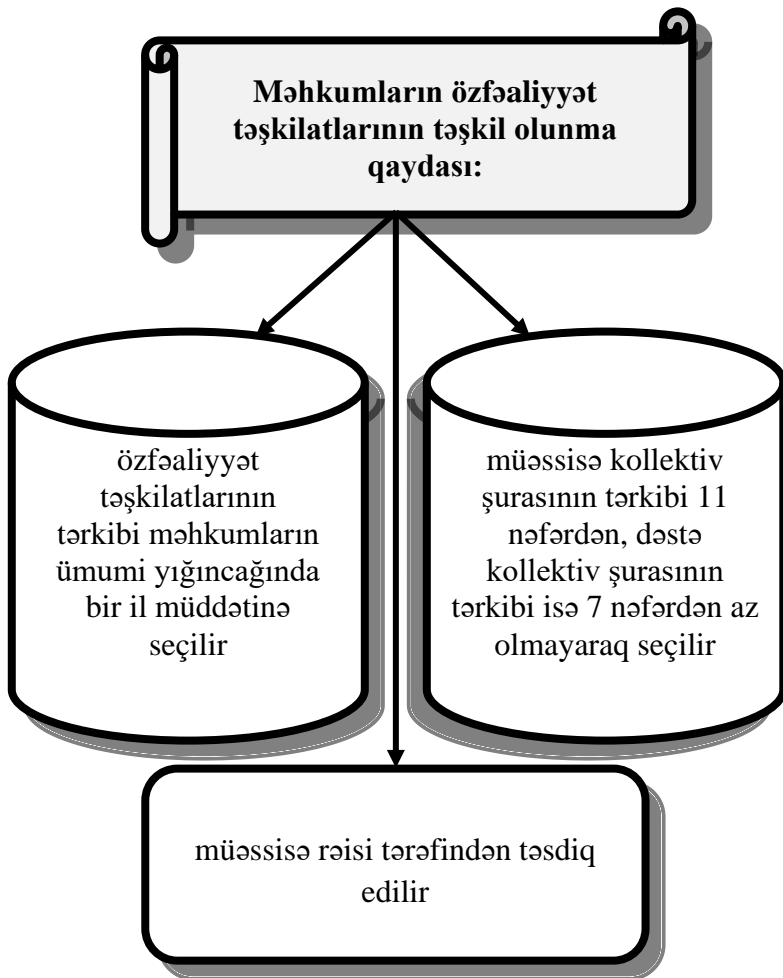 Məhkumların özfəaliyyət
təşkilatlarının təşkil olunma
qaydası:
özfəaliyyət
təşkilatlarının
tərkibi məhkumların
ümumi yığıncağında
bir il müddətinə
seçilir
müəssisə kollektiv
şurasının tərkibi 11
nəfərdən, dəstə
kollektiv şurasının
tərkibi isə 7 nəfərdən az
olmayaraq seçilir
müəssisə rəisi tərəfindən təsdiq
edilir